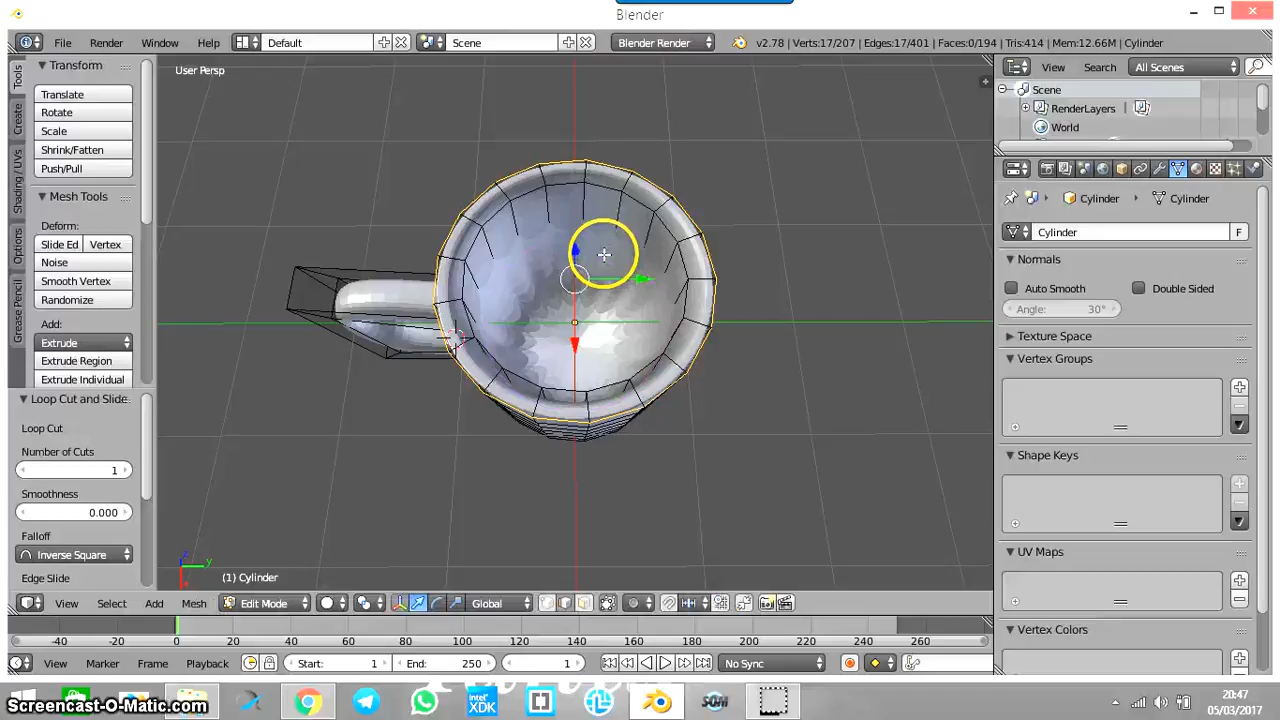 Blender
File Render Window Help Default Scene Blender Render v2.78 | Verts:17/207 | Edges:17/401 | Faces:0/194 | Tris:414 | Mem:12.66M | Cylinder
Tools
Create
Shading / UVs
Options
Grease Pencil
Transform
Translate
Rotate
Scale
Shrink/Fatten
Push/Pull
Mesh Tools
Deform:
Slide Ed Vertex
Noise
Smooth Vertex
Randomize
Add:
Extrude
Extrude Region
Extrude Individual
Loop Cut and Slide
Loop Cut
Number of Cuts
1
Smoothness
0.000
Falloff
Inverse Square
Edge Slide
User Persp
z
y
(1) Cylinder
View Search All Scenes
Scene
RenderLayers
World
Cylinder Cylinder
Cylinder F
Normals
Auto Smooth Double Sided
Angle: 30°
Texture Space
Vertex Groups
Shape Keys
UV Maps
Vertex Colors
View Select Add Mesh Edit Mode Global
-40 -20 0 20 40 60 80 100 120 140 160 180 200 220 240 260
View Marker Frame Playback Start: 1 End: 250 1 No Sync
Screencast-O-Matic.com
intel XDK
SOM
20:47
05/03/2017